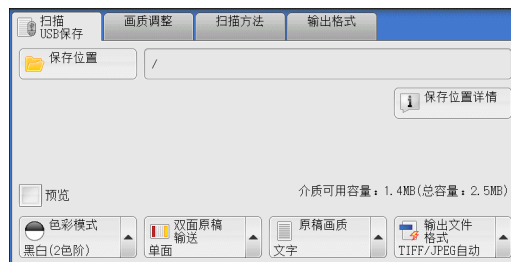 扫描
USB保存
画质调整
扫描方法
输出格式
保存位置
/
保存位置详情
预览
介质可用容量：1.4MB(总容量：2.5MB)
色彩模式
黑白(2色阶)
双面原稿
输送
单面
原稿画质
文字
输出文件
格式
TIFF/JPEG自动